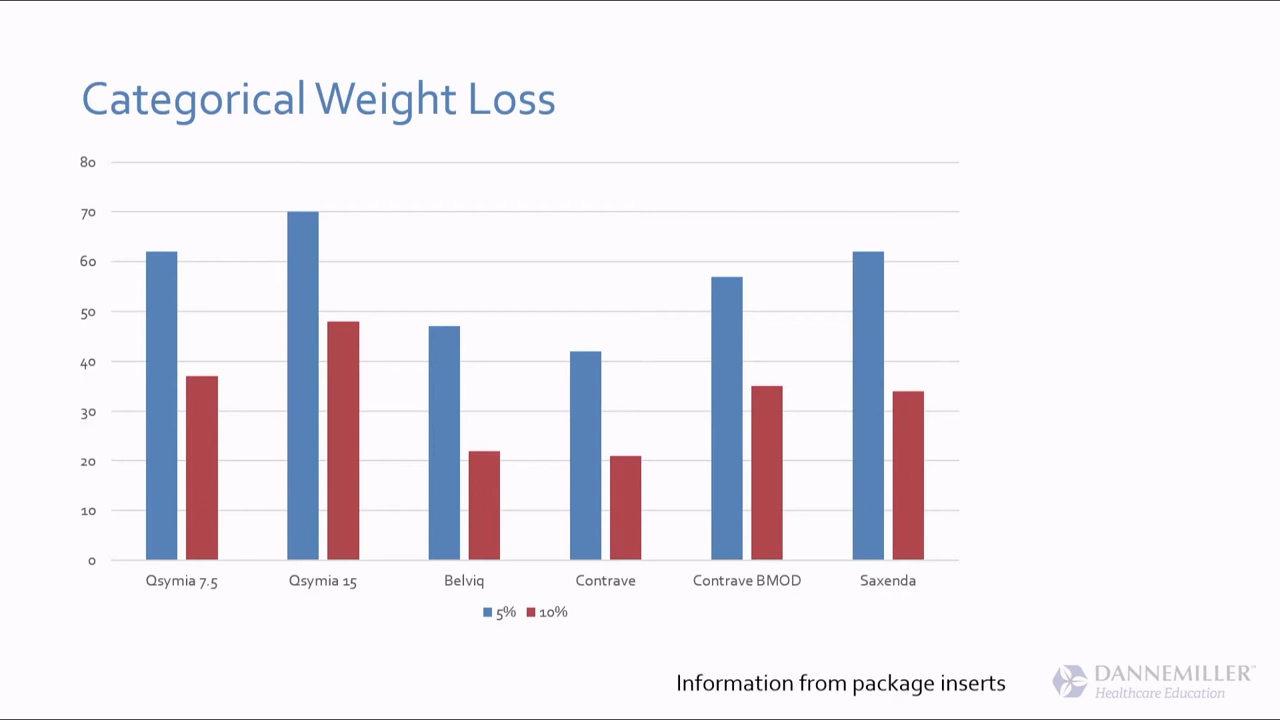 Categorical Weight Loss
80
70
60
50
40
30
20
10
0
Qsymia 7.5 Qsymia 15 Belviq Contrave Contrave BMOD Saxenda
5% 10%
Information from package inserts
DANNEMILLER™
Healthcare Education